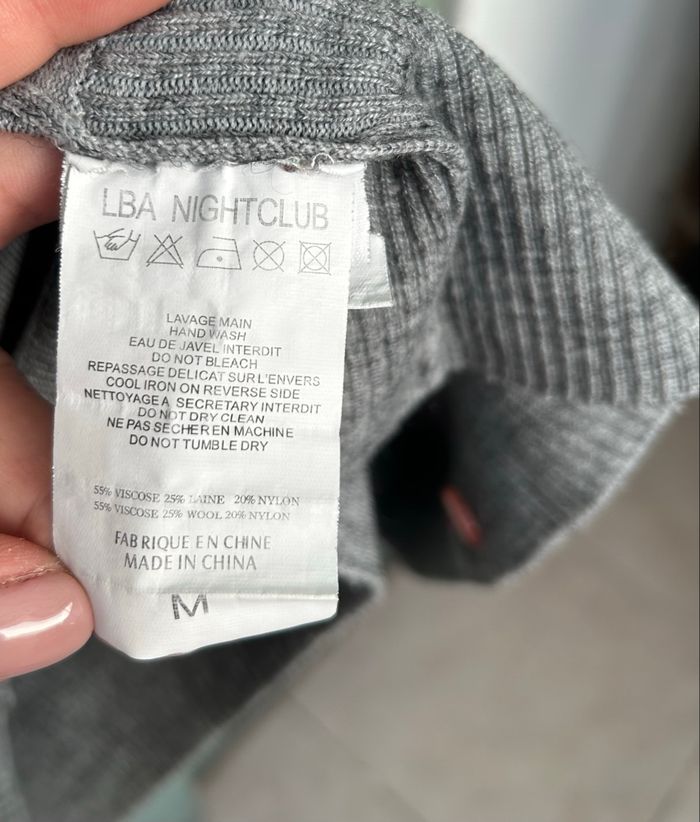 LBA NIGHTCLUB
LAVAGE MAIN
HAND WASH
EAU DE JAVEL INTERDIT
DO NOT BLEACH
REPASSAGE DELICAT SUR L'ENVERS
COOL IRON ON REVERSE SIDE
NETTOYAGE A SECRETARY INTERDIT
DO NOT DRY CLEAN
NE PAS SECHER EN MACHINE
DO NOT TUMBLE DRY
55% VISCOSE 25% LAINE 20% NYLON
55% VISCOSE 25% WOOL 20% NYLON
FABRIQUE EN CHINE
MADE IN CHINA
M